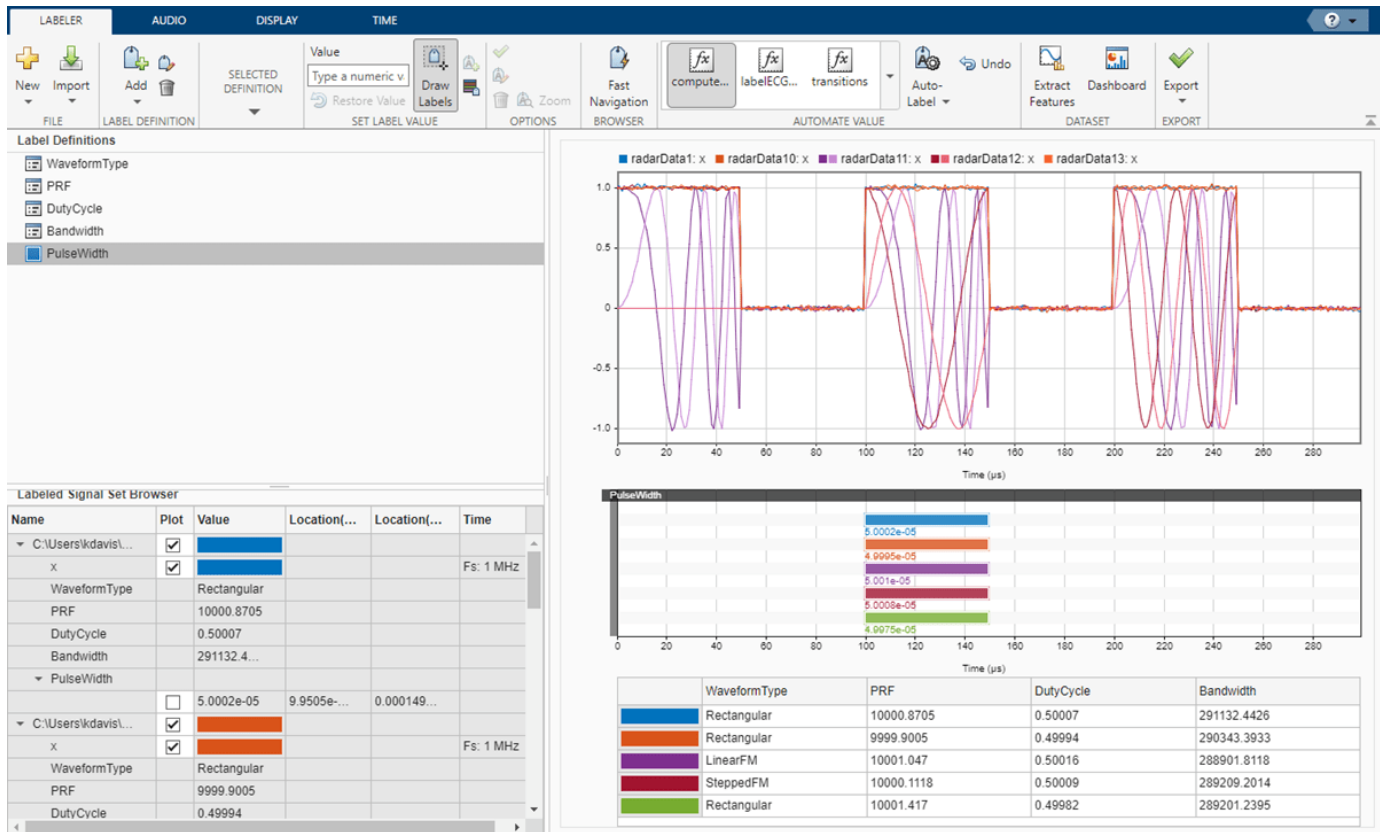 LABELER AUDIO DISPLAY TIME
?
New Import
FILE
Add
LABEL DEFINITION
SELECTED
DEFINITION
Value
Type a numeric v
Restore Value
Draw
Labels
SET LABEL VALUE
Zoom
OPTIONS
Fast
Navigation
BROWSER
fx fx fx
compute... labelECG... transitions
Auto-
Label
Undo
AUTOMATE VALUE
Extract
Features
Dashboard
DATASET
Export
EXPORT
Label Definitions
WaveformType
PRF
DutyCycle
Bandwidth
PulseWidth
Labeled Signal Set Browser
Name Plot Value Location(... Location(... Time
C:\Users\kdavis\...
x Fs: 1 MHz
WaveformType Rectangular
PRF 10000.8705
DutyCycle 0.50007
Bandwidth 291132.4...
PulseWidth
5.0002e-05 9.9505e-... 0.000149...
C:\Users\kdavis\...
x Fs: 1 MHz
WaveformType Rectangular
PRF 9999.9005
DutyCycle 0.49994
radarData1: x radarData10: x radarData11: x radarData12: x radarData13: x
1.0
0.5
0
-0.5
-1.0
0 20 40 60 80 100 120 140 160 180 200 220 240 260 280
Time (µs)
PulseWidth
5.0002e-05
4.9995e-05
5.001e-05
5.0008e-05
4.9975e-05
0 20 40 60 80 100 120 140 160 180 200 220 240 260 280
Time (µs)
WaveformType PRF DutyCycle Bandwidth
Rectangular 10000.8705 0.50007 291132.4426
Rectangular 9999.9005 0.49994 290343.3933
LinearFM 10001.047 0.50016 288901.8118
SteppedFM 10000.1118 0.50009 289209.2014
Rectangular 10001.417 0.49982 289201.2395